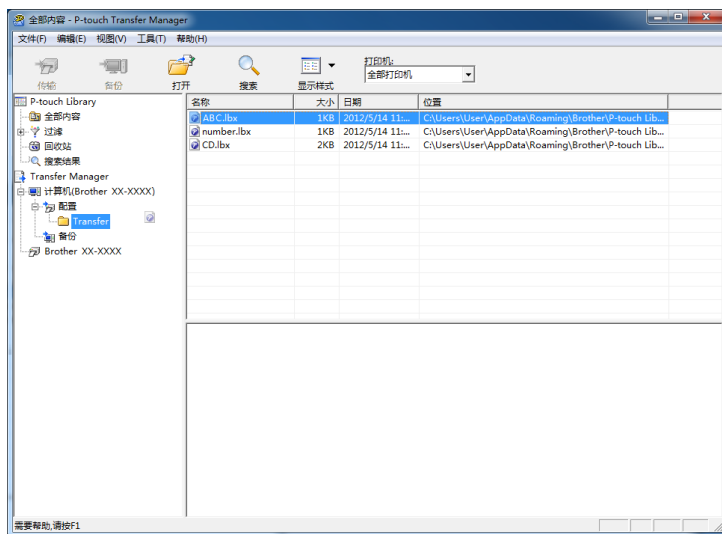 全部内容 - P-touch Transfer Manager
文件(F) 编辑(E) 视图(V) 工具(T) 帮助(H)
传输 备份 打开 搜索 显示样式 打印机:
全部打印机
P-touch Library
全部内容
过滤
回收站
搜索结果
Transfer Manager
计算机(Brother XX-XXXX)
配置
Transfer
备份
Brother XX-XXXX
名称 大小 日期 位置
ABC.lbx 1KB 2012/5/14 11:... C:\Users\User\AppData\Roaming\Brother\P-touch Lib...
number.lbx 1KB 2012/5/14 11:... C:\Users\User\AppData\Roaming\Brother\P-touch Lib...
CD.lbx 2KB 2012/5/14 11:... C:\Users\User\AppData\Roaming\Brother\P-touch Lib...
需要帮助,请按F1